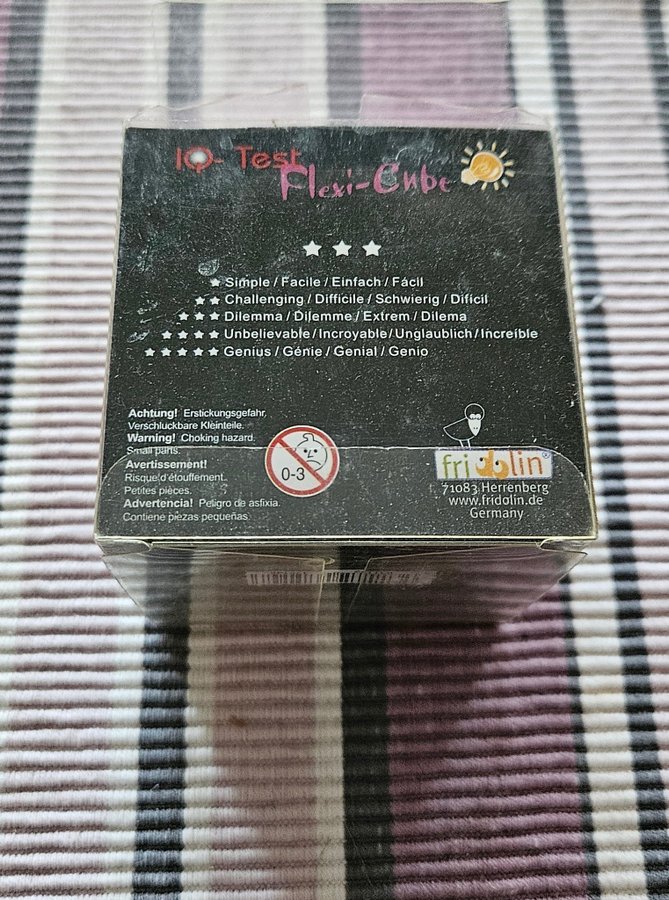 IQ- Test
Flexi-Cube
Simple / Facile / Einfach / Fácil
Challenging / Difficile / Schwierig / Difícil
Dilemma / Dilemme / Extrem / Dilema
Unbelievable / Incroyable / Unglaublich / Increíble
Genius / Génie / Genial / Genio
Achtung! Erstickungsgefahr,
Verschluckbare Kleinteile.
Warning! Choking hazard.
Small parts.
Avertissement!
Risque d'étouffement.
Petites pièces.
Advertencia! Peligro de asfixia.
Contiene piezas pequeñas.
0-3
fridolin®
71083 Herrenberg
www.fridolin.de
Germany